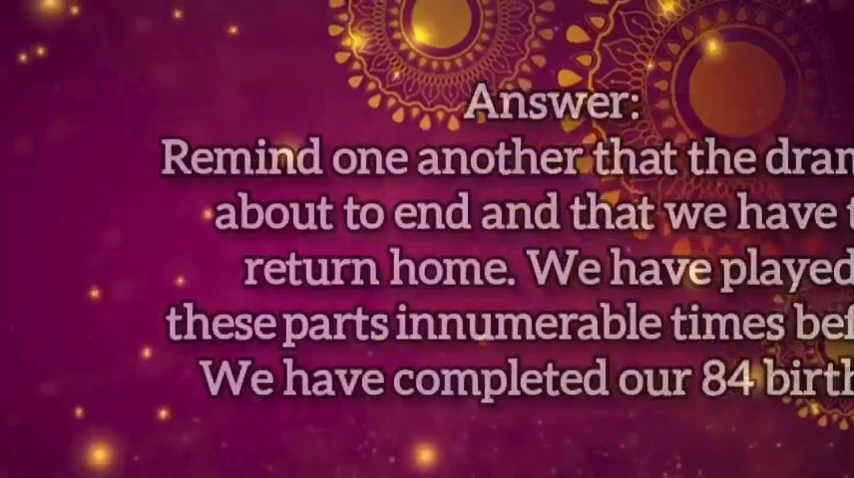 Answer:
Remind one another that the dram
about to end and that we have t
return home. We have played
these parts innumerable times bef
We have completed our 84 birth